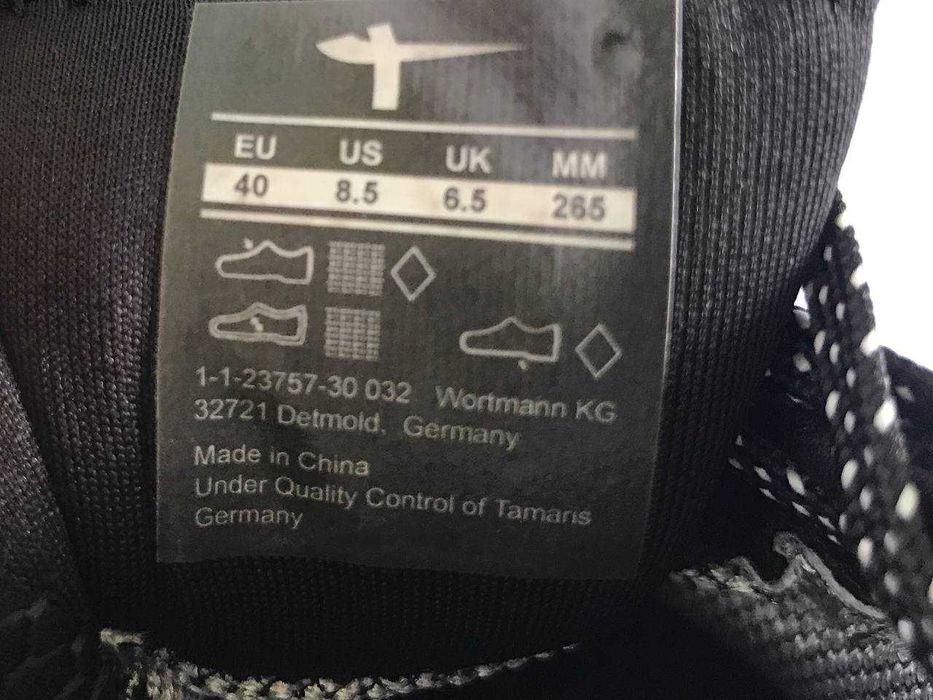 EU US UK MM
40 8.5 6.5 265
1-1-23757-30 032 Wortmann KG
32721 Detmold. Germany
Made in China
Under Quality Control of Tamaris
Germany